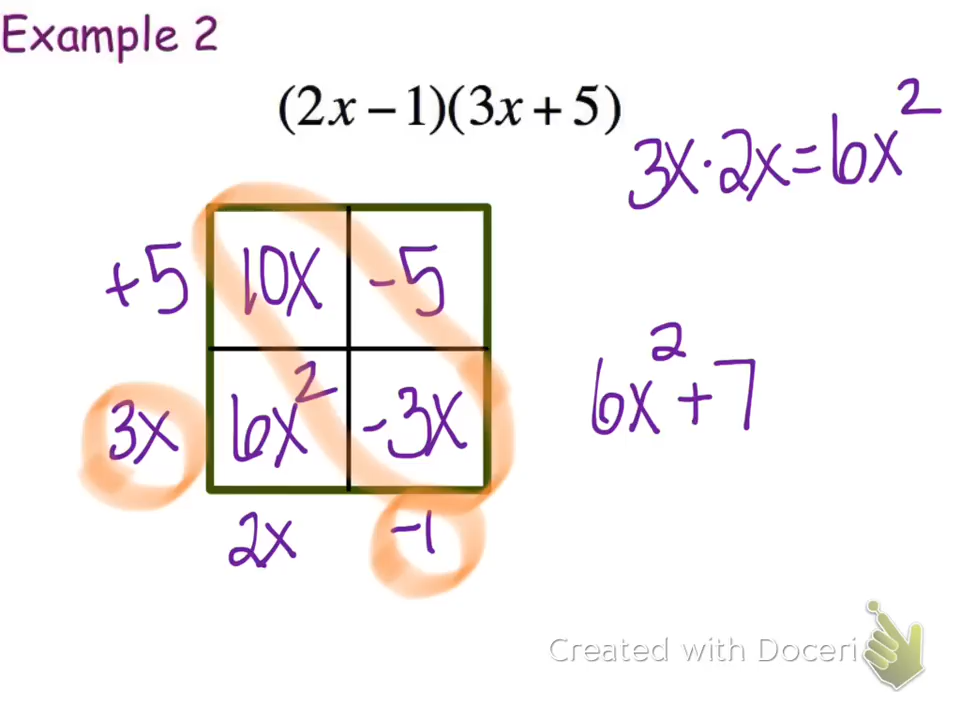 Example 2
(2x − 1)(3x + 5)
3x · 2x = 6x²
+5 10x -5
3x 6x² -3x
2x -1
6x² + 7
Created with Doceri